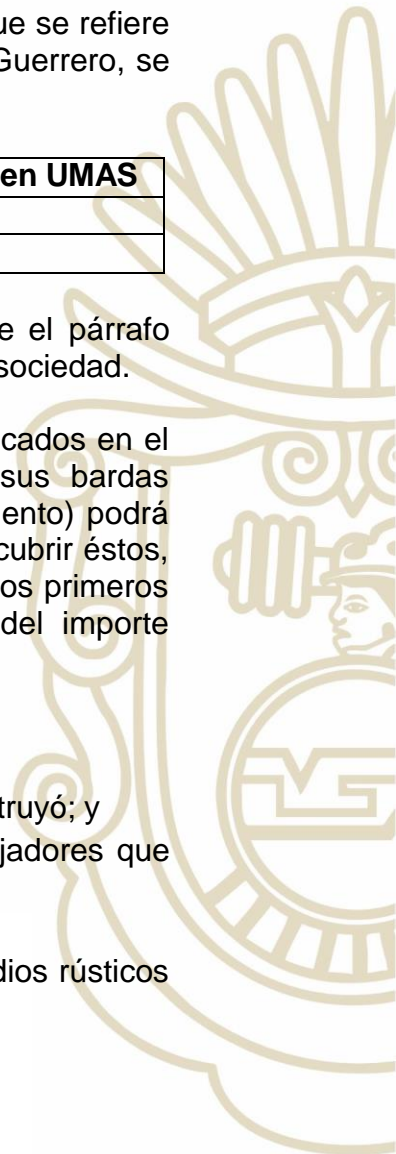 ue se refiere
Guerrero, se
en UMAS
e el párrafo
sociedad.
cados en el
sus bardas
ento) podrá
cubrir éstos,
os primeros
del importe
truyó; y
jadores que
dios rústicos